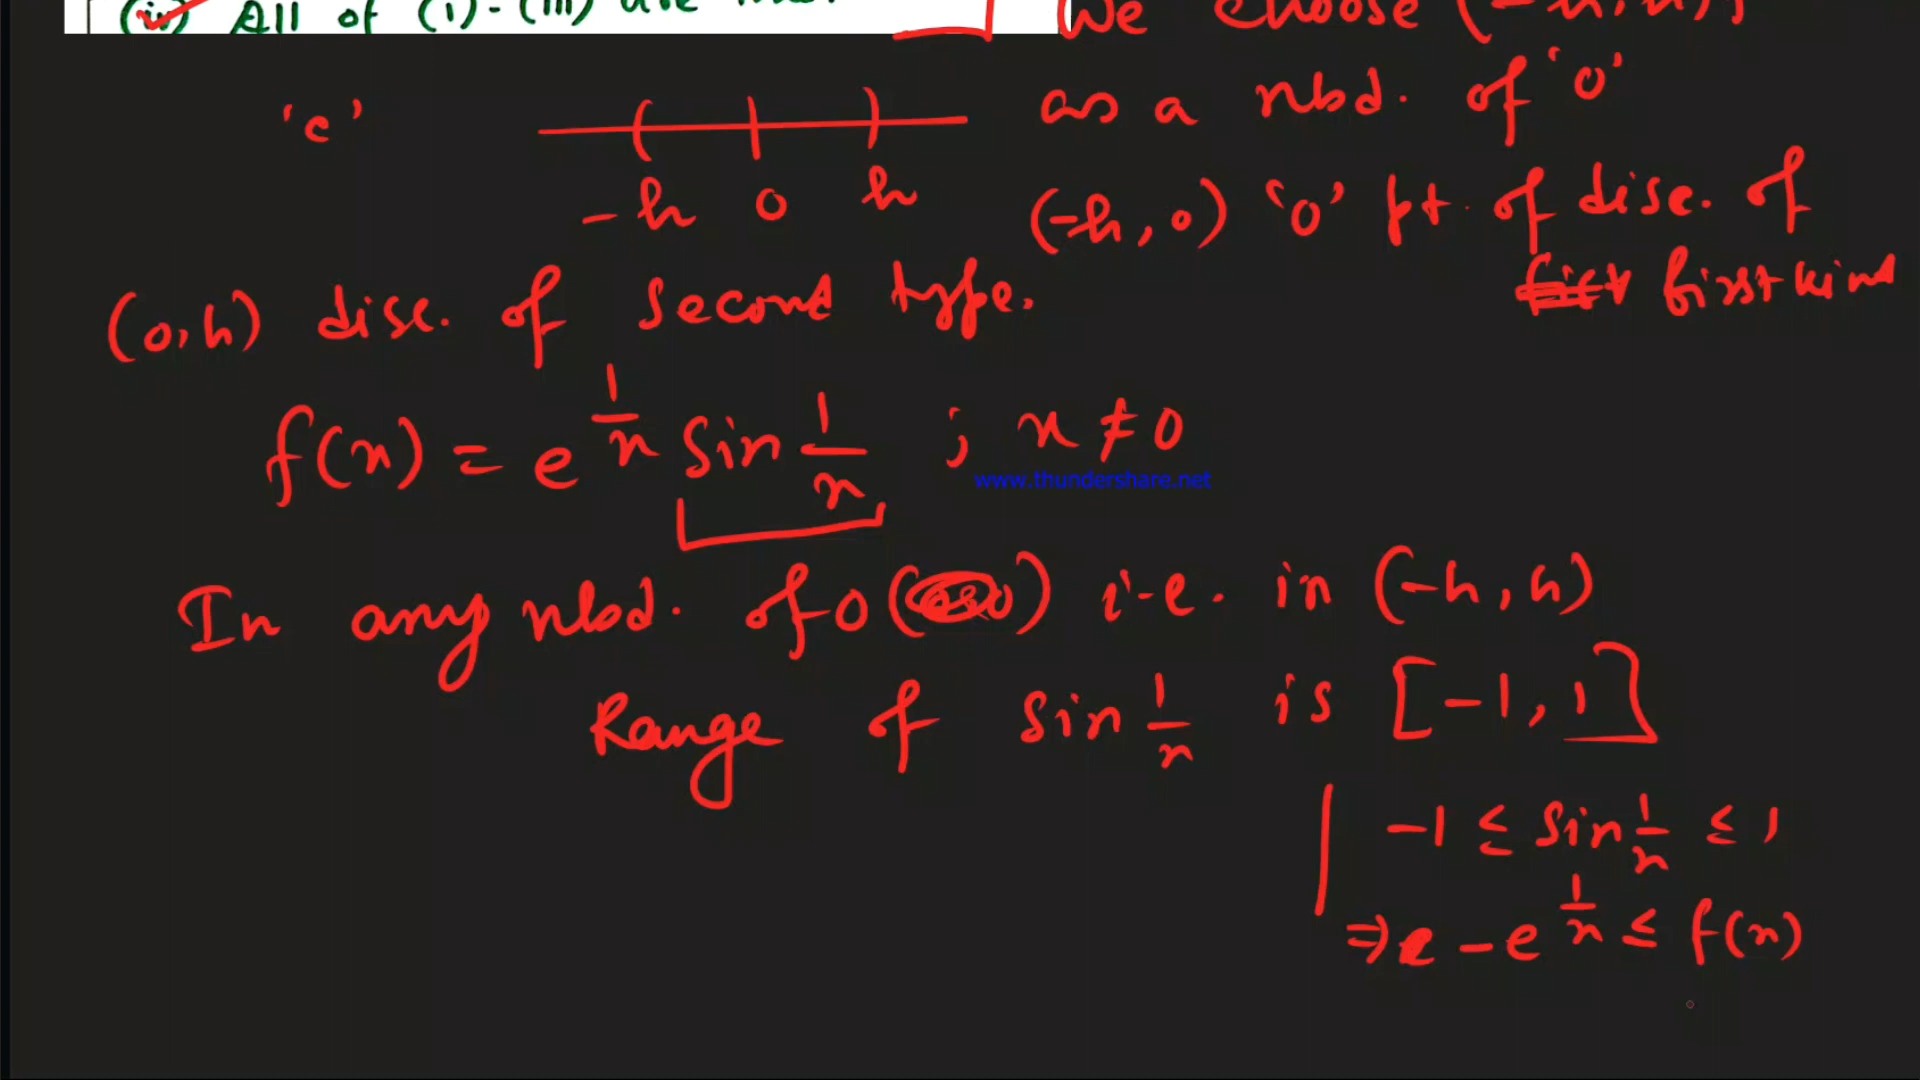 (iv) All of (i)-(iii) are
We choose (-h,h),
'c' as a nbd. of '0'
-h 0 h (-h,0) '0' pt. of disc. of
first kind
(0,h) disc. of second type.
f(x) = e^{1/x} sin 1/x ; x ≠ 0
www.thundershare.net
In any nbd. of 0 ( ) i.e. in (-h,h)
Range of sin 1/x is [-1,1]
-1 ≤ sin 1/x ≤ 1
⇒ -e^{1/x} ≤ f(x)